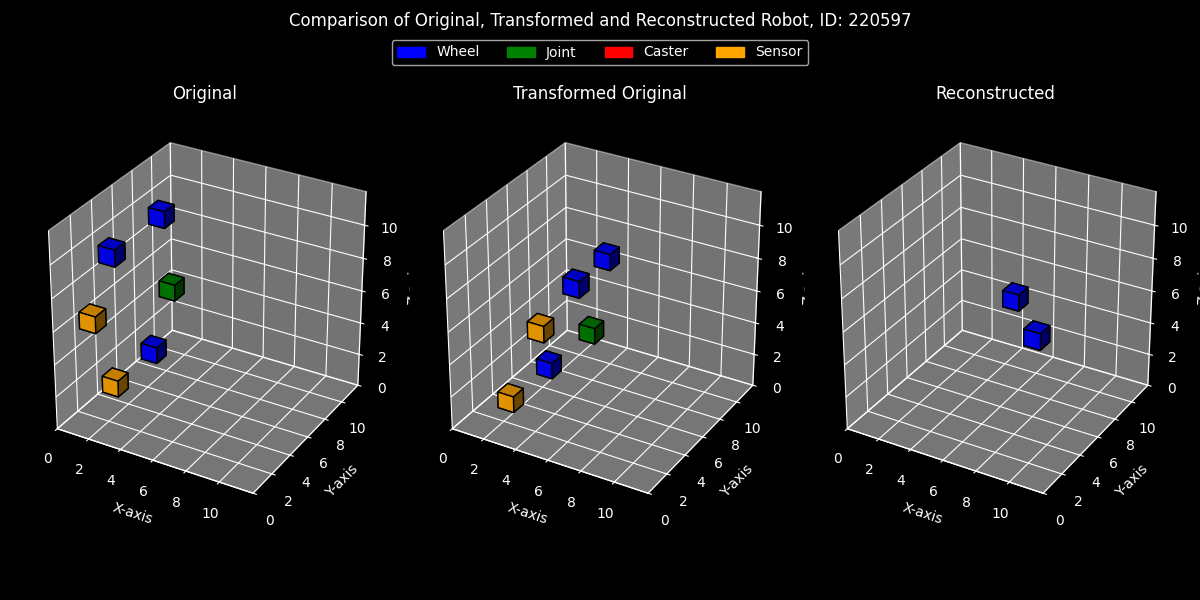 Comparison of Original, Transformed and Reconstructed Robot, ID: 220597
Wheel Joint Caster Sensor
Original Transformed Original Reconstructed
10 10 10
8 8 8
6 6 6
4 4 4
2 2 2
0 0 0
0 2 4 6 8 10 0 2 4 6 8 10 0 2 4 6 8 10
0 2 4 6 8 10 0 2 4 6 8 10 0 2 4 6 8 10
X-axis Y-axis X-axis Y-axis X-axis Y-axis